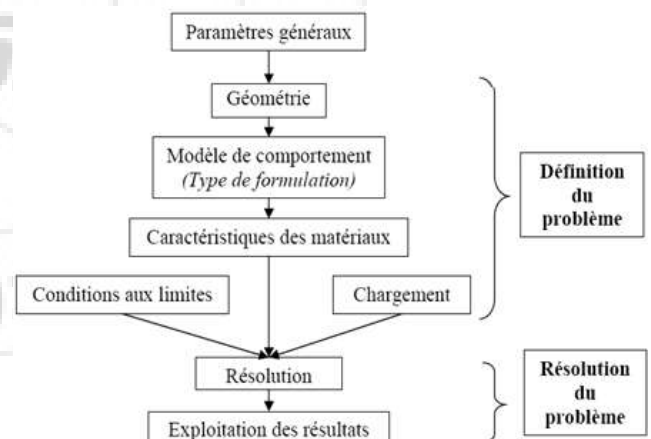 Paramètres généraux
Géométrie
Modèle de comportement
(Type de formulation)
Caractéristiques des matériaux
Conditions aux limites
Chargement
Résolution
Exploitation des résultats
Définition
du
problème
Résolution
du
problème